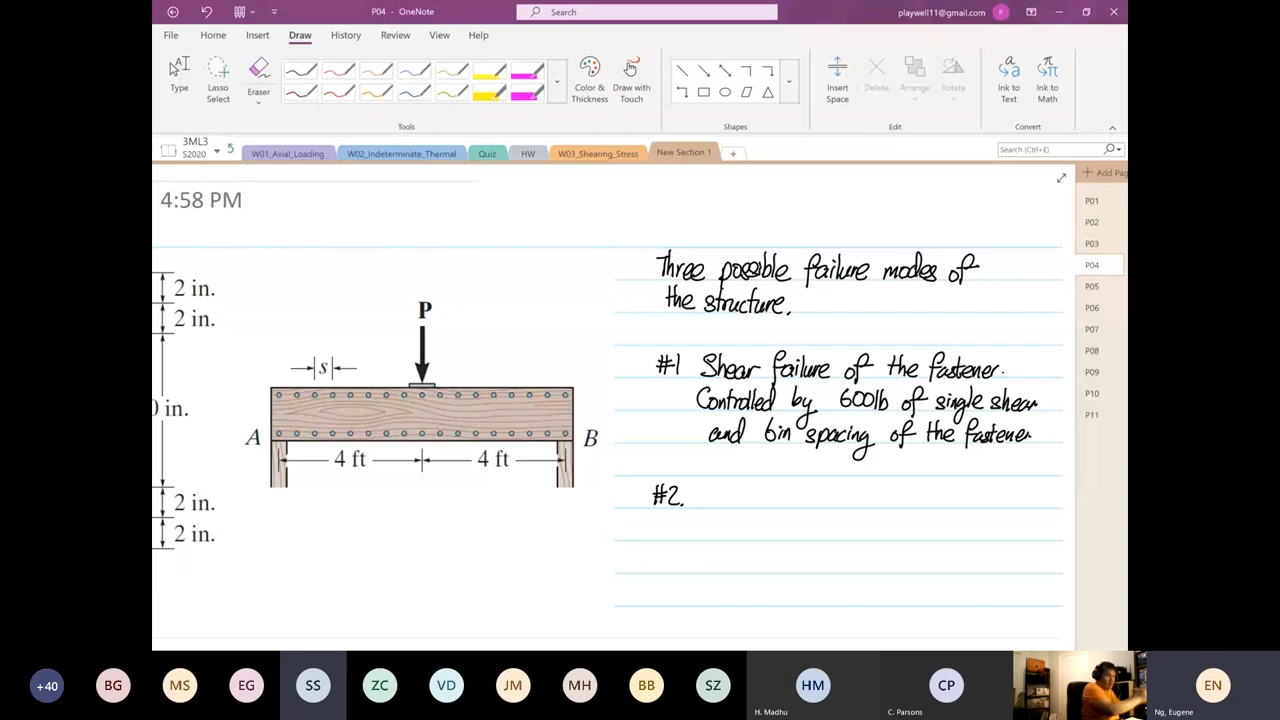 P04 - OneNote
Search
playwell11@gmail.com
P
File
Home
Insert
Draw
History
Review
View
Help
Type
Lasso
Select
Eraser
Color &
Thickness
Draw with
Touch
Insert
Space
Delete
Arrange
Rotate
Ink to
Text
Ink to
Math
Tools
Shapes
Edit
Convert
3ML3
S2020
5
W01_Axial_Loading
W02_Indeterminate_Thermal
Quiz
HW
W03_Shearing_Stress
New Section 1
+
Search (Ctrl+E)
Add Pag
4:58 PM
P01
P02
P03
P04
P05
P06
P07
P08
P09
P10
P11
2 in.
2 in.
0 in.
2 in.
2 in.
P
s
A
B
4 ft
4 ft
Three possible failure modes of
the structure.
#1 Shear failure of the fastener.
Controlled by 600lb of single shear
and 6in spacing of the fastener
#2.
+40
BG
MS
EG
SS
ZC
VD
JM
MH
BB
SZ
HM
H. Madhu
CP
C. Parsons
EN
Ng, Eugene